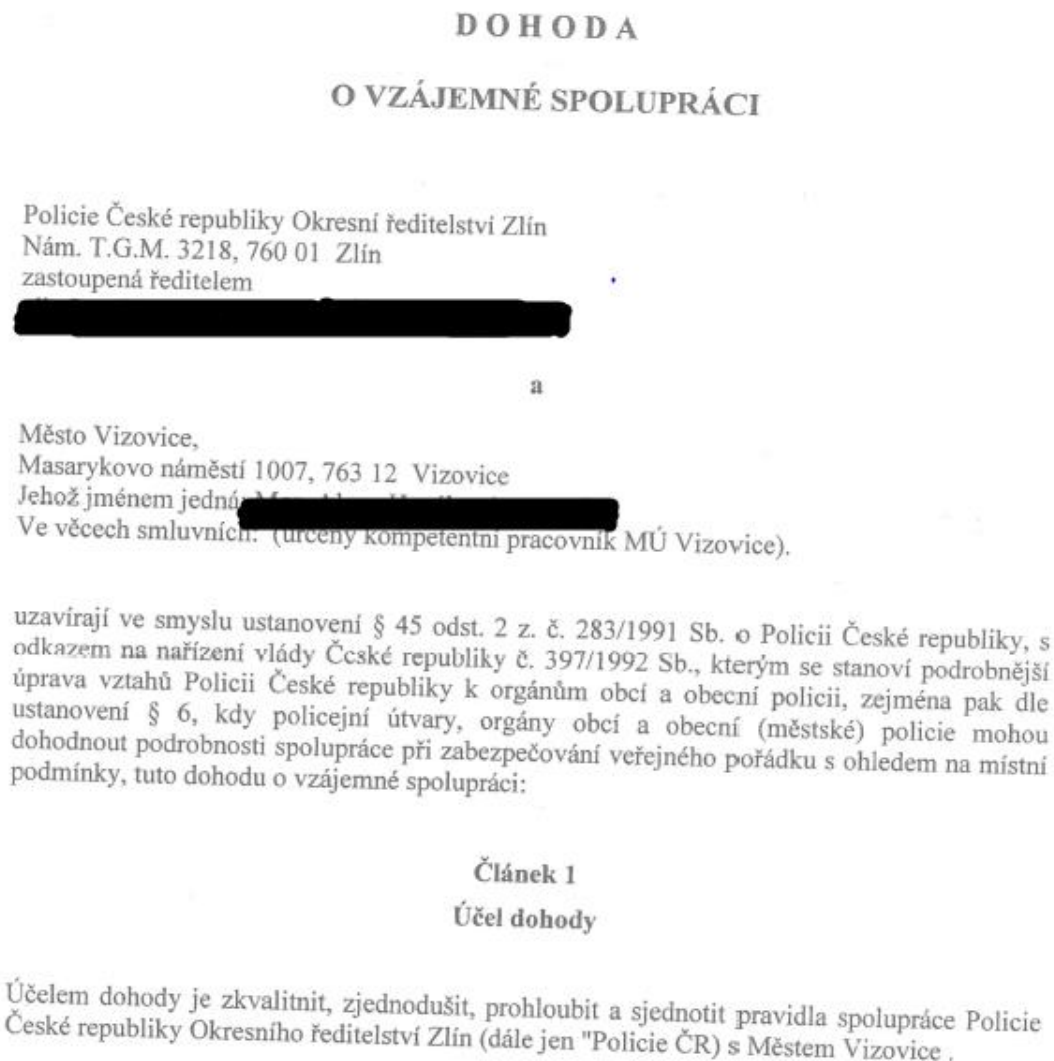 D O H O D A
O VZÁJEMNÉ SPOLUPRÁCI
Policie České republiky Okresní ředitelství Zlín
Nám. T.G.M. 3218, 760 01 Zlín
zastoupená ředitelem
a
Město Vizovice,
Masarykovo náměstí 1007, 763 12 Vizovice
Jehož jménem jedná:
Ve věcech smluvních: (určený kompetentní pracovník MÚ Vizovice).
uzavírají ve smyslu ustanovení § 45 odst. 2 z. č. 283/1991 Sb. o Policii České republiky, s
odkazem na nařízení vlády České republiky č. 397/1992 Sb., kterým se stanoví podrobnější
úprava vztahů Policii České republiky k orgánům obcí a obecní policii, zejména pak dle
ustanovení § 6, kdy policejní útvary, orgány obcí a obecní (městské) policie mohou
dohodnout podrobnosti spolupráce při zabezpečování veřejného pořádku s ohledem na místní
podmínky, tuto dohodu o vzájemné spolupráci:
Článek 1
Účel dohody
Účelem dohody je zkvalitnit, zjednodušit, prohloubit a sjednotit pravidla spolupráce Policie
České republiky Okresního ředitelství Zlín (dále jen "Policie ČR) s Městem Vizovice .